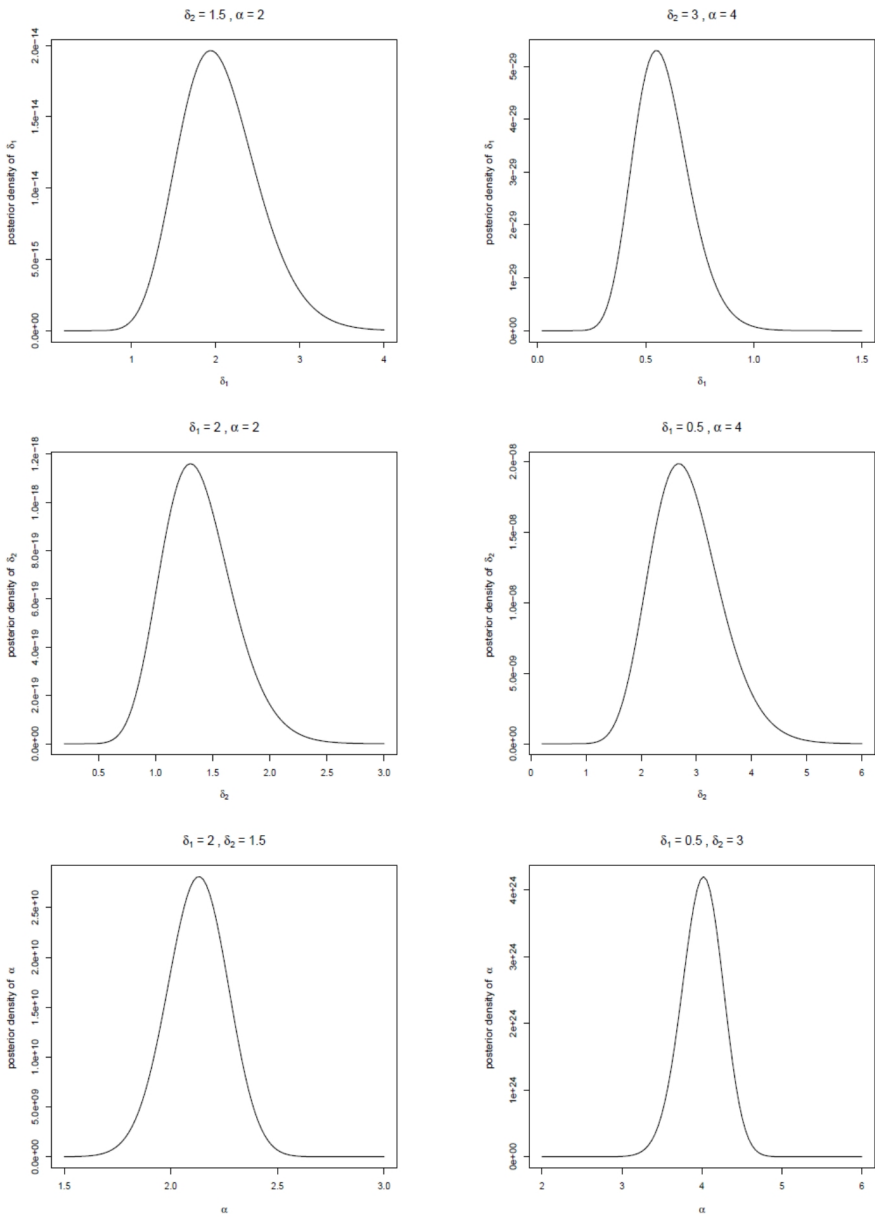 δ₂ = 1.5 , α = 2
posterior density of δ₁
0.0e+00 5.0e−15 1.0e−14 1.5e−14 2.0e−14
1 2 3 4
δ₁
δ₂ = 3 , α = 4
posterior density of δ₁
0e+00 1e−29 2e−29 3e−29 4e−29 5e−29
0.0 0.5 1.0 1.5
δ₁
δ₁ = 2 , α = 2
posterior density of δ₂
0.0e+00 2.0e−19 4.0e−19 6.0e−19 8.0e−19 1.0e−18 1.2e−18
0.5 1.0 1.5 2.0 2.5 3.0
δ₂
δ₁ = 0.5 , α = 4
posterior density of δ₂
0.0e+00 5.0e−09 1.0e−08 1.5e−08 2.0e−08
0 1 2 3 4 5 6
δ₂
δ₁ = 2 , δ₂ = 1.5
posterior density of α
0.0e+00 5.0e+09 1.0e+10 1.5e+10 2.0e+10 2.5e+10
1.5 2.0 2.5 3.0
α
δ₁ = 0.5 , δ₂ = 3
posterior density of α
0e+00 1e+24 2e+24 3e+24 4e+24
2 3 4 5 6
α